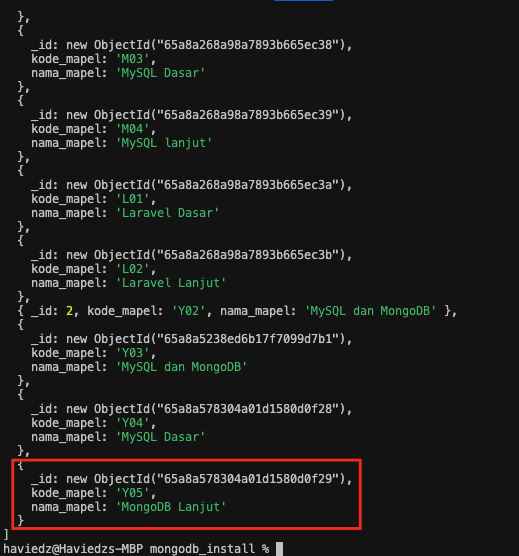 },
{
_id: new ObjectId("65a8a268a98a7893b665ec38"),
kode_mapel: 'M03',
nama_mapel: 'MySQL Dasar'
},
{
_id: new ObjectId("65a8a268a98a7893b665ec39"),
kode_mapel: 'M04',
nama_mapel: 'MySQL lanjut'
},
{
_id: new ObjectId("65a8a268a98a7893b665ec3a"),
kode_mapel: 'L01',
nama_mapel: 'Laravel Dasar'
},
{
_id: new ObjectId("65a8a268a98a7893b665ec3b"),
kode_mapel: 'L02',
nama_mapel: 'Laravel Lanjut'
},
{ _id: 2, kode_mapel: 'Y02', nama_mapel: 'MySQL dan MongoDB' },
{
_id: new ObjectId("65a8a5238ed6b17f7099d7b1"),
kode_mapel: 'Y03',
nama_mapel: 'MySQL dan MongoDB'
},
{
_id: new ObjectId("65a8a578304a01d1580d0f28"),
kode_mapel: 'Y04',
nama_mapel: 'MySQL Dasar'
},
{
_id: new ObjectId("65a8a578304a01d1580d0f29"),
kode_mapel: 'Y05',
nama_mapel: 'MongoDB Lanjut'
}
]
haviedz@Haviedzs-MBP mongodb_install %